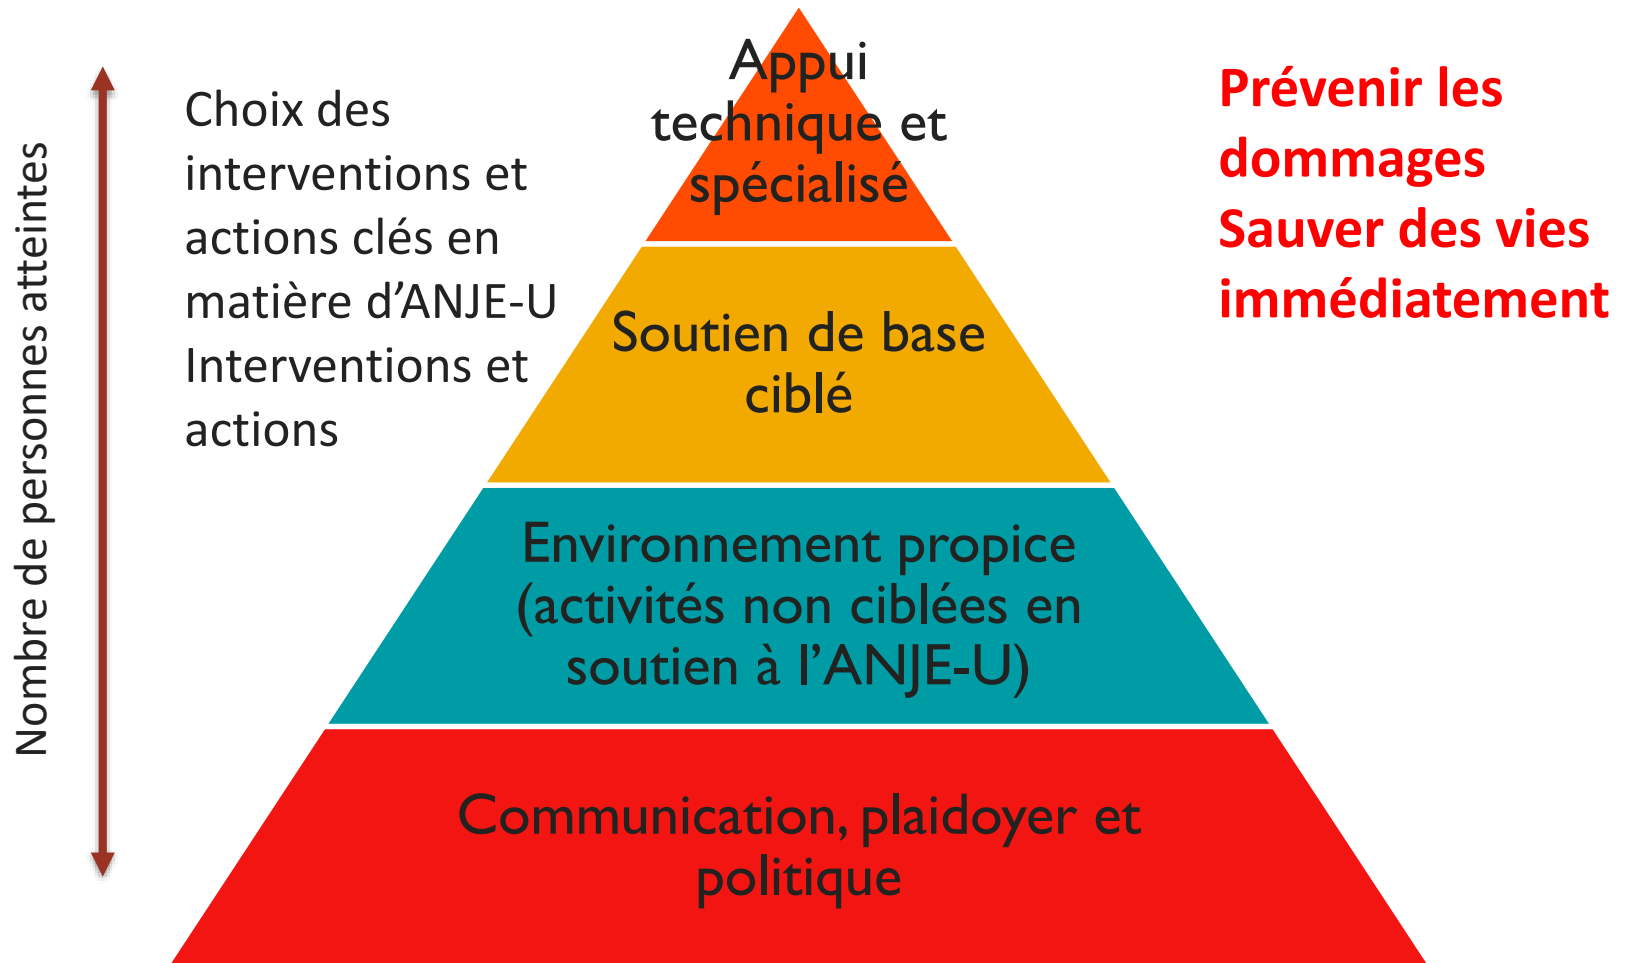 Nombre de personnes atteintes
Choix des
interventions et
actions clés en
matière d’ANJE-U
Interventions et
actions
Appui
technique et
spécialisé
Soutien de base
ciblé
Environnement propice
(activités non ciblées en
soutien à l’ANJE-U)
Communication, plaidoyer et
politique
Prévenir les
dommages
Sauver des vies
immédiatement